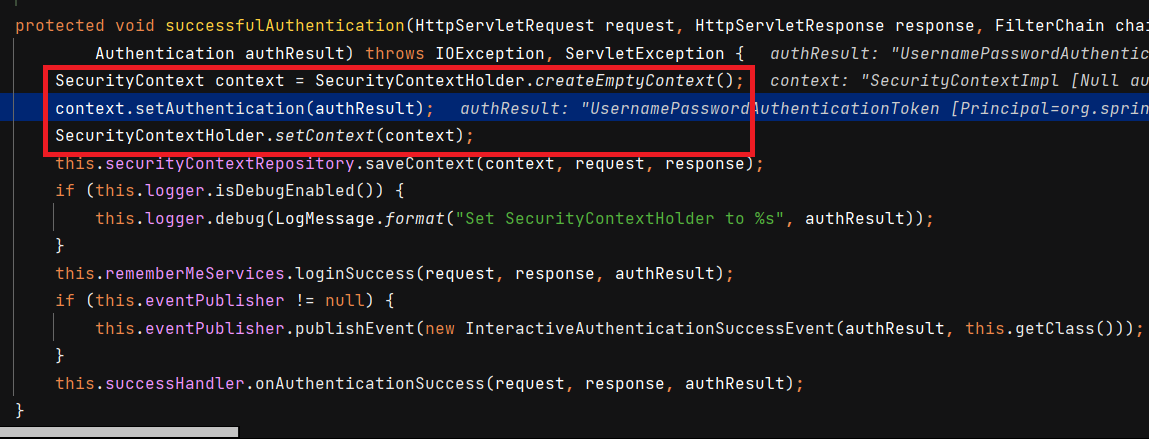 protected void successfulAuthentication(HttpServletRequest request, HttpServletResponse response, FilterChain chai
Authentication authResult) throws IOException, ServletException { authResult: "UsernamePasswordAuthentic
SecurityContext context = SecurityContextHolder.createEmptyContext(); context: "SecurityContextImpl [Null au
context.setAuthentication(authResult); authResult: "UsernamePasswordAuthenticationToken [Principal=org.sprin
SecurityContextHolder.setContext(context);
this.securityContextRepository.saveContext(context, request, response);
if (this.logger.isDebugEnabled()) {
this.logger.debug(LogMessage.format("Set SecurityContextHolder to %s", authResult));
}
this.rememberMeServices.loginSuccess(request, response, authResult);
if (this.eventPublisher != null) {
this.eventPublisher.publishEvent(new InteractiveAuthenticationSuccessEvent(authResult, this.getClass()));
}
this.successHandler.onAuthenticationSuccess(request, response, authResult);
}